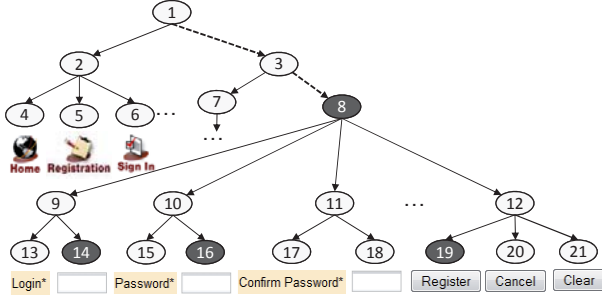 1
2
3
4
5
6
...
7
8
...
Home
Registration
Sign In
9
10
11
...
12
13
14
15
16
17
18
19
20
21
Login*
Password*
Confirm Password*
Register
Cancel
Clear